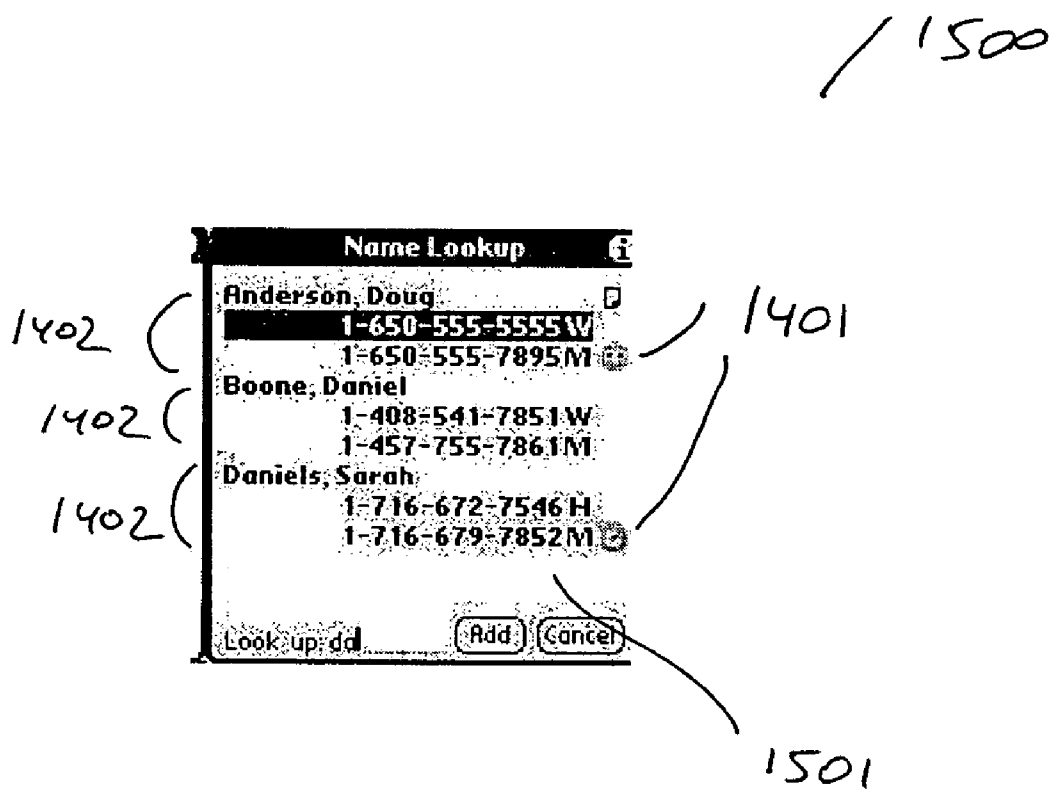 1500
Name Lookup
1402
Anderson, Doug
1-650-555-5555 W
1401
1-650-555-7895 M
1402
Boone, Daniel
1-408-541-7851 W
1-457-755-7861 M
1402
Daniels, Sarah
1-716-672-7546 H
1-716-679-7852 M
Look up: da
Add
Cancel
1501